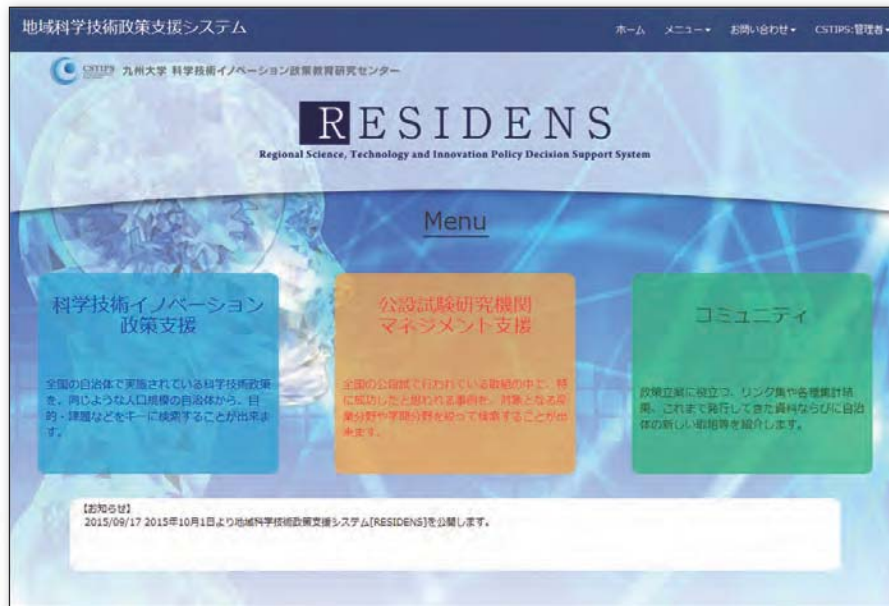 地域科学技術政策支援システム
ホーム メニュー▾ お問い合わせ▾ CSTIPS:管理者▾
CSTIPS 九州大学 科学技術イノベーション政策教育研究センター
RESIDENS
Regional Science, Technology and Innovation Policy Decision Support System
Menu
科学技術イノベーション
政策支援
全国の自治体で実施されている科学技術政策
を、同じような人口規模の自治体から、目
的・課題などをキーに検索することが出来ま
す。
公設試験研究機関
マネジメント支援
全国の公設試で行われている取組の中で、特
に成功したと思われる事例を、対象となる産
業分野や学問分野を絞って検索することが出
来ます。
コミュニティ
政策立案に役立つ、リンク集や各種集計結
果、これまで発行してきた資料ならびに自治
体の新しい取組等を紹介します。
【お知らせ】
2015/09/17 2015年10月1日より地域科学技術政策支援システム[RESIDENS]を公開します。